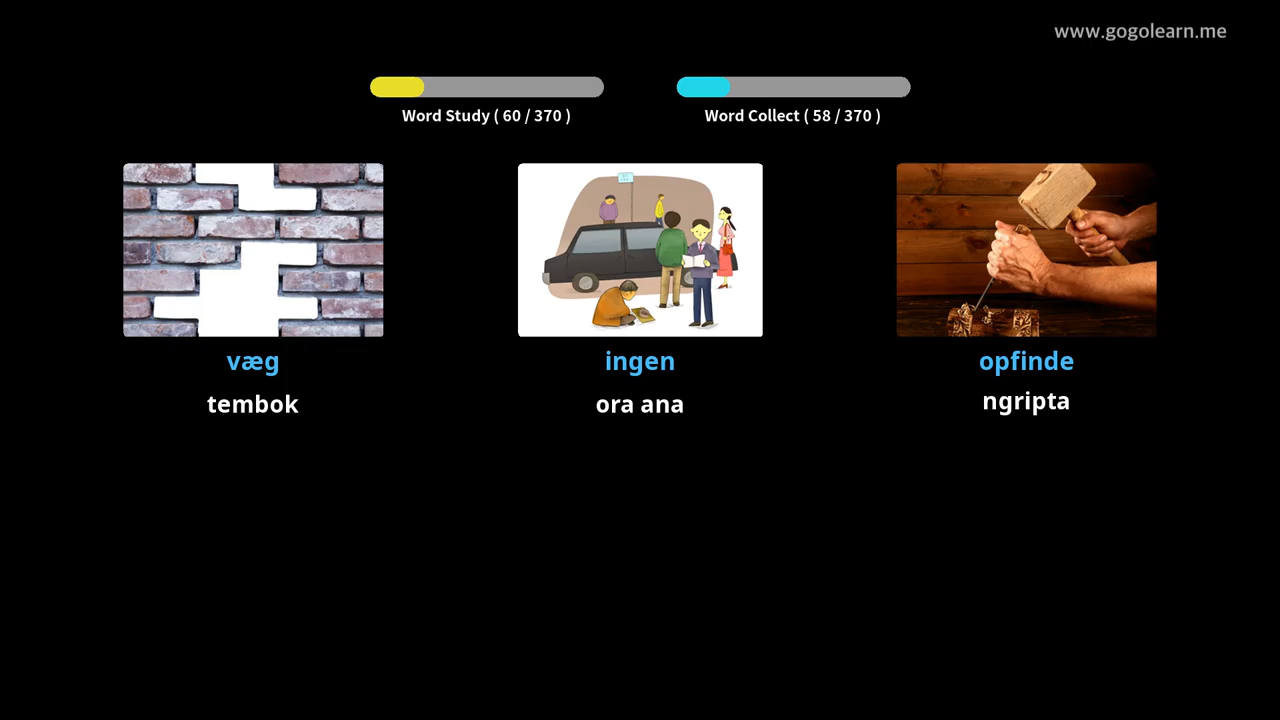 www.gogolearn.me
Word Study ( 60 / 370 )
Word Collect ( 58 / 370 )
væg
tembok
ingen
ora ana
opfinde
ngripta